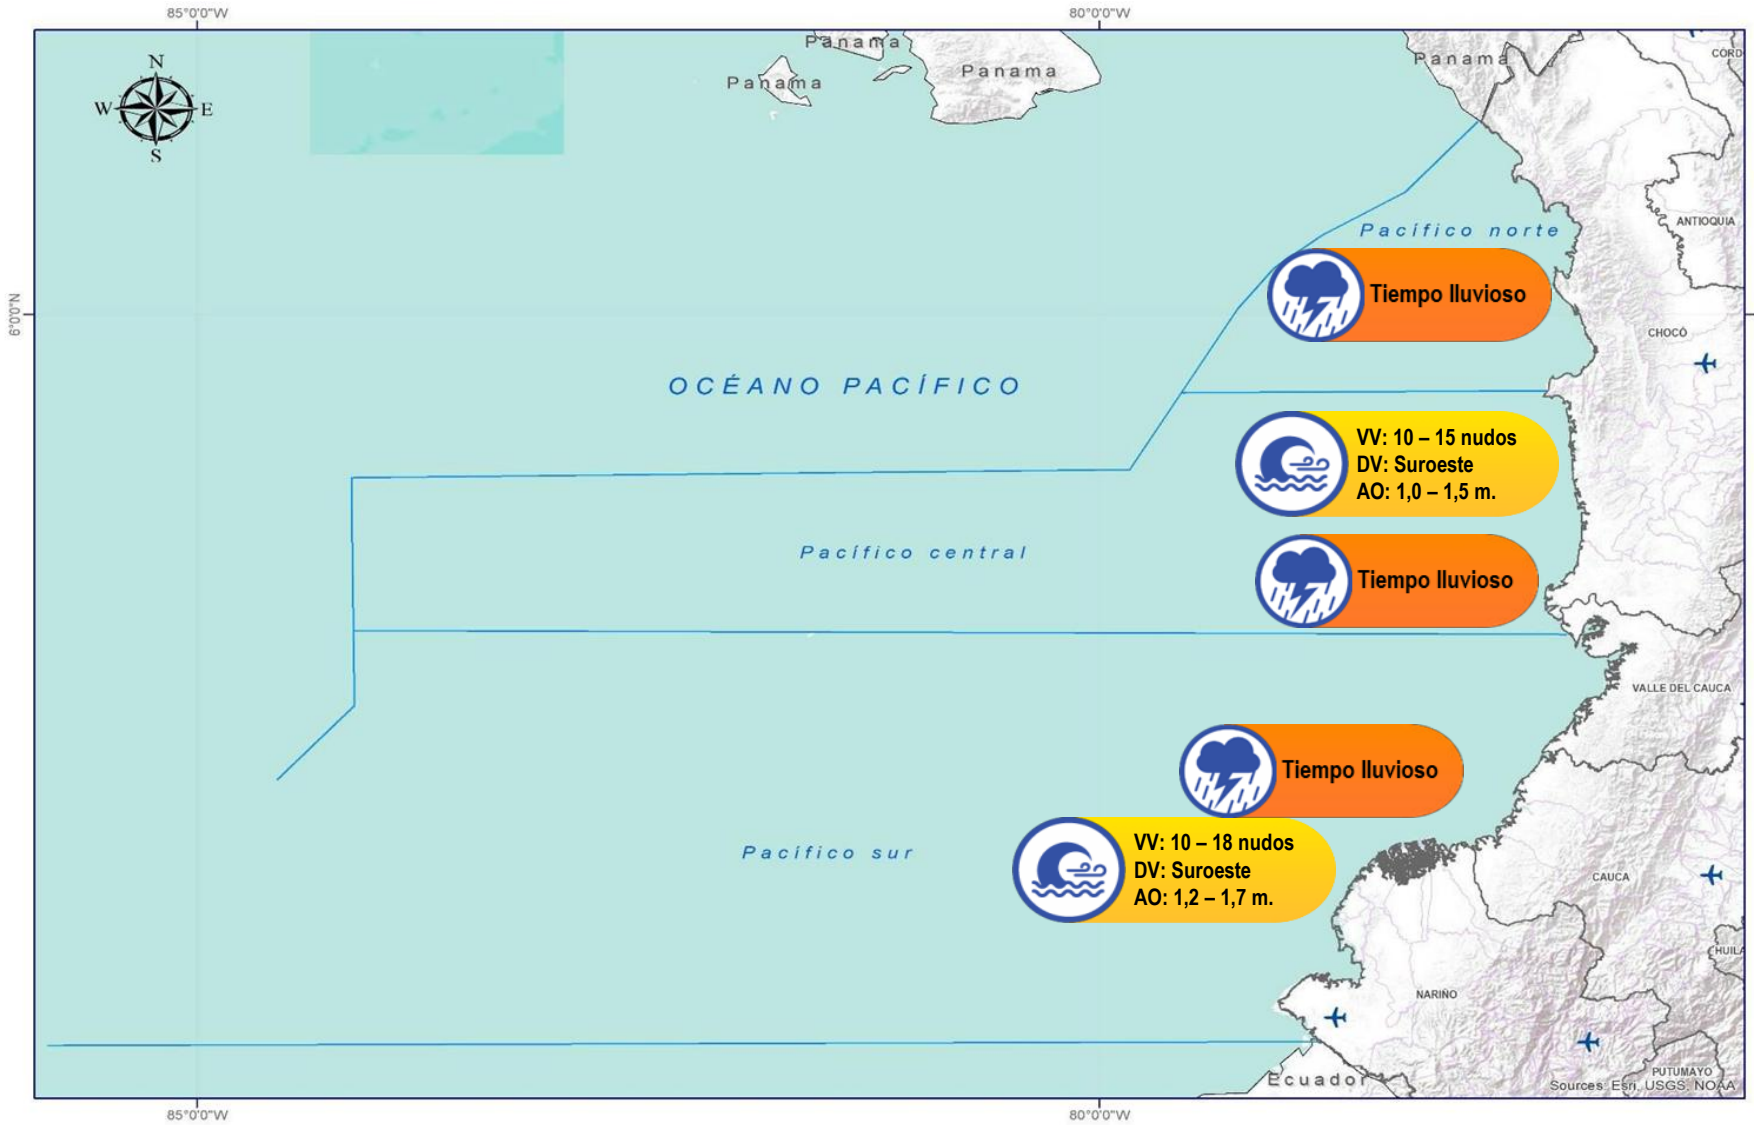 85°0'0"W
80°0'0"W
N
W
E
S
Panama
Panama
Panama
Panama
CÓRD
ANTIOQUIA
Pacífico norte
Tiempo lluvioso
6°0'0"N
CHOCÓ
OCÉANO PACÍFICO
VV: 10 – 15 nudos
DV: Suroeste
AO: 1,0 – 1,5 m.
Pacífico central
Tiempo lluvioso
VALLE DEL CAUCA
Tiempo lluvioso
Pacífico sur
VV: 10 – 18 nudos
DV: Suroeste
AO: 1,2 – 1,7 m.
CAUCA
HUILA
NARIÑO
PUTUMAYO
Ecuador
Sources: Esri, USGS, NOAA
85°0'0"W
80°0'0"W